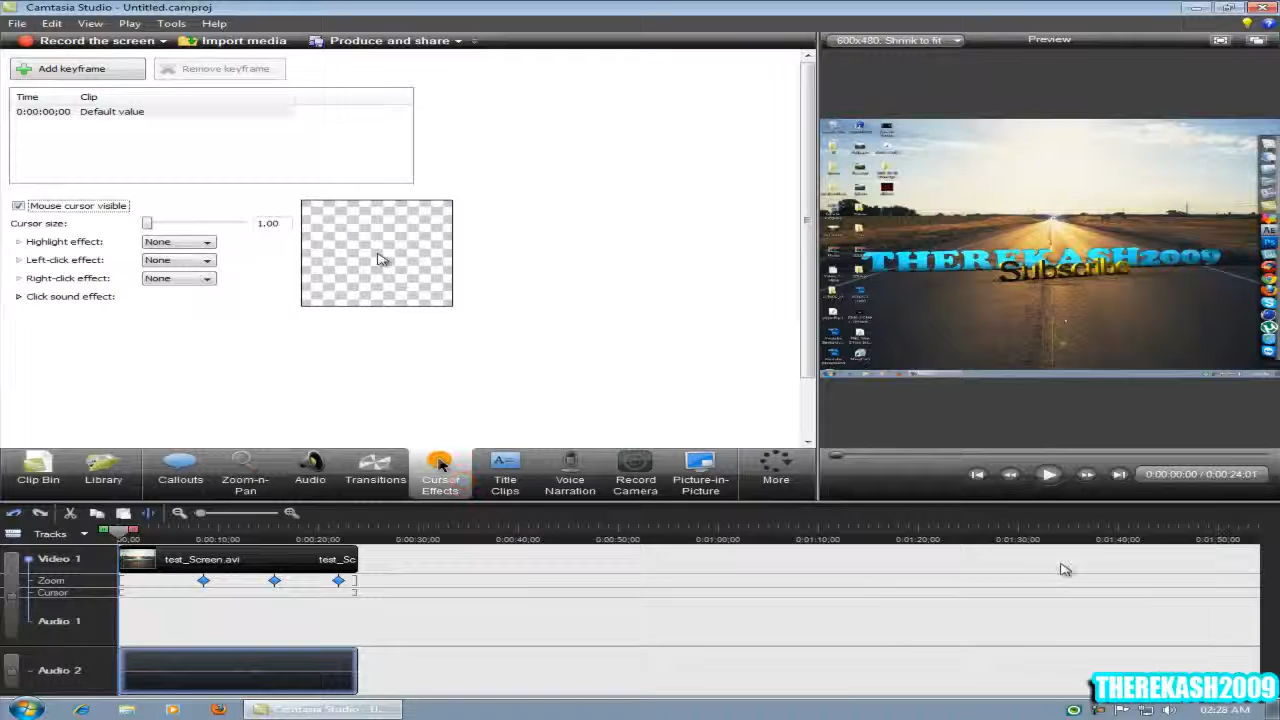 Camtasia Studio - Untitled.camproj
File Edit View Play Tools Help
Record the screen Import media Produce and share
600x480. Shrink to fit Preview
Add keyframe Remove keyframe
Time Clip
0:00:00;00 Default value
Mouse cursor visible
Cursor size: 1.00
Highlight effect: None
Left-click effect: None
Right-click effect: None
Click sound effect:
THEREKASH2009
Subscribe
Clip Bin Library Callouts Zoom-n-Pan Audio Transitions Cursor Effects Title Clips Voice Narration Record Camera Picture-in-Picture More
0:00:00;00 / 0:00:24;01
Tracks 0:00:10;00 0:00:20;00 0:00:30;00 0:00:40;00 0:00:50;00 0:01:00;00 0:01:10;00 0:01:20;00 0:01:30;00 0:01:40;00 0:01:50;00
Video 1 test_Screen.avi test_Sc
Zoom
Cursor
Audio 1
Audio 2
THEREKASH2009
Camtasia Studio - U...
02:28 AM